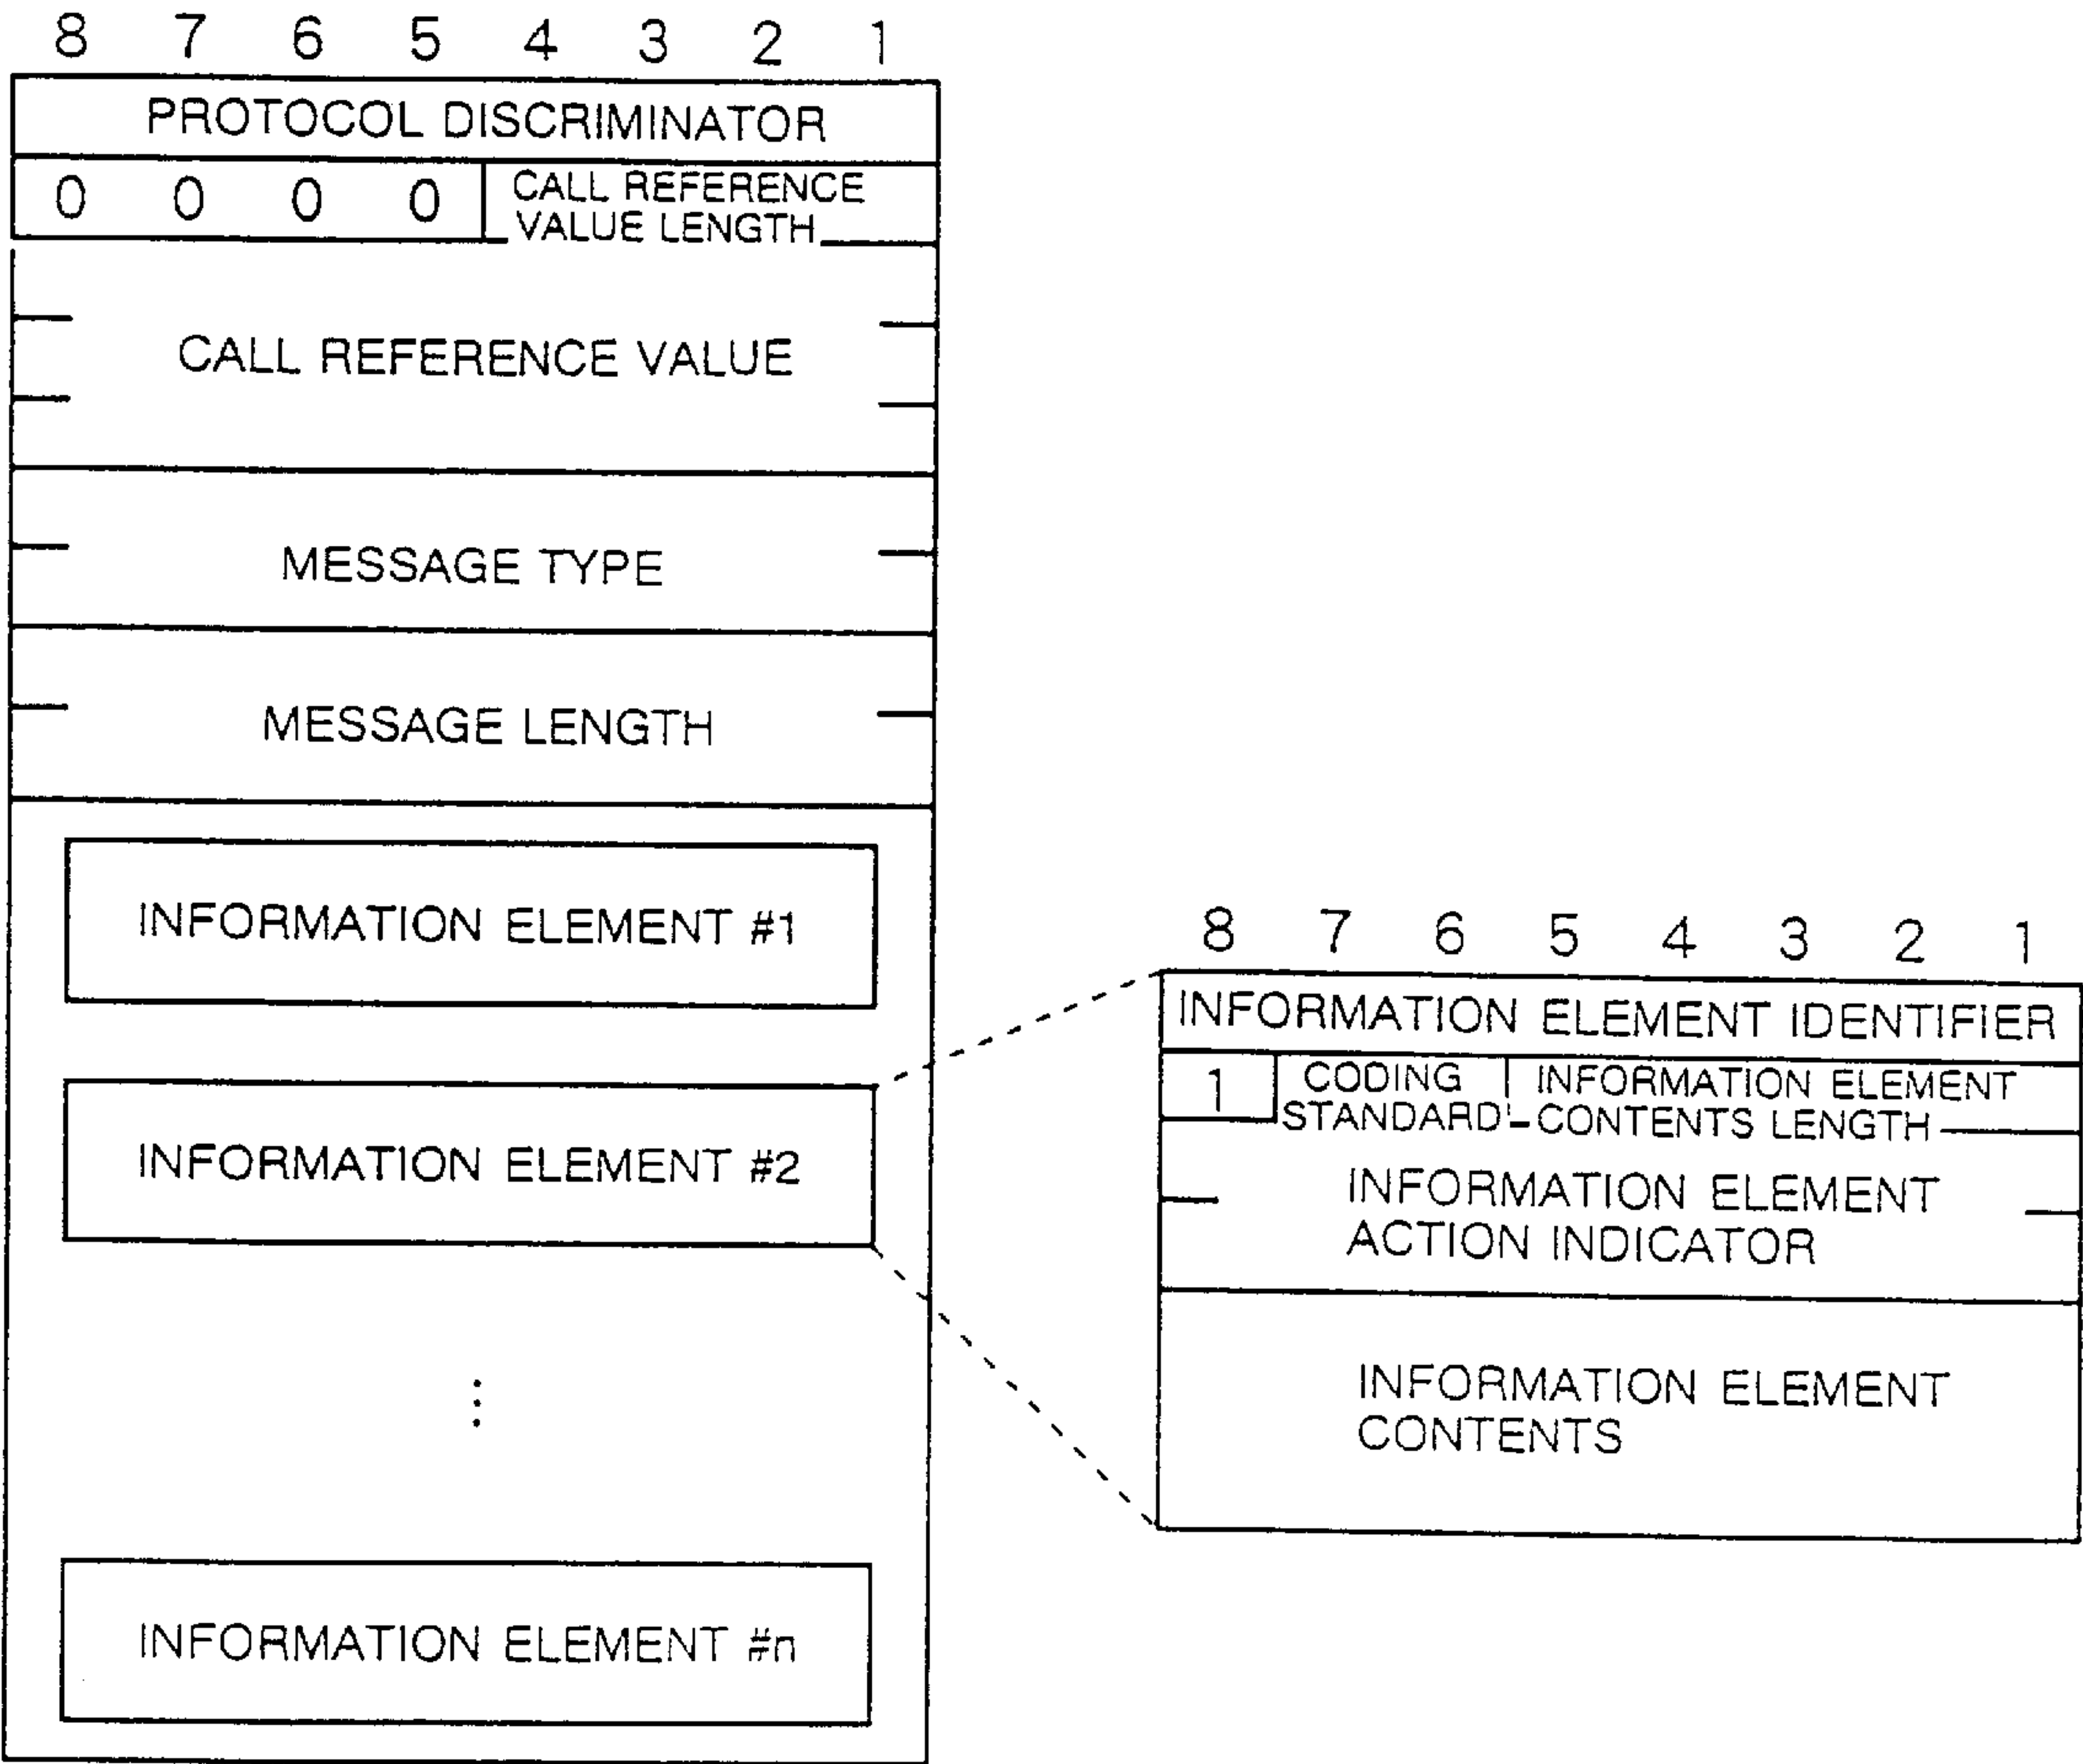 8 7 6 5 4 3 2 1
PROTOCOL DISCRIMINATOR
0 0 0 0 CALL REFERENCE
VALUE LENGTH
CALL REFERENCE VALUE
MESSAGE TYPE
MESSAGE LENGTH
INFORMATION ELEMENT #1
INFORMATION ELEMENT #2
⋮
INFORMATION ELEMENT #n
8 7 6 5 4 3 2 1
INFORMATION ELEMENT IDENTIFIER
1 CODING STANDARD
INFORMATION ELEMENT
CONTENTS LENGTH
INFORMATION ELEMENT
ACTION INDICATOR
INFORMATION ELEMENT
CONTENTS